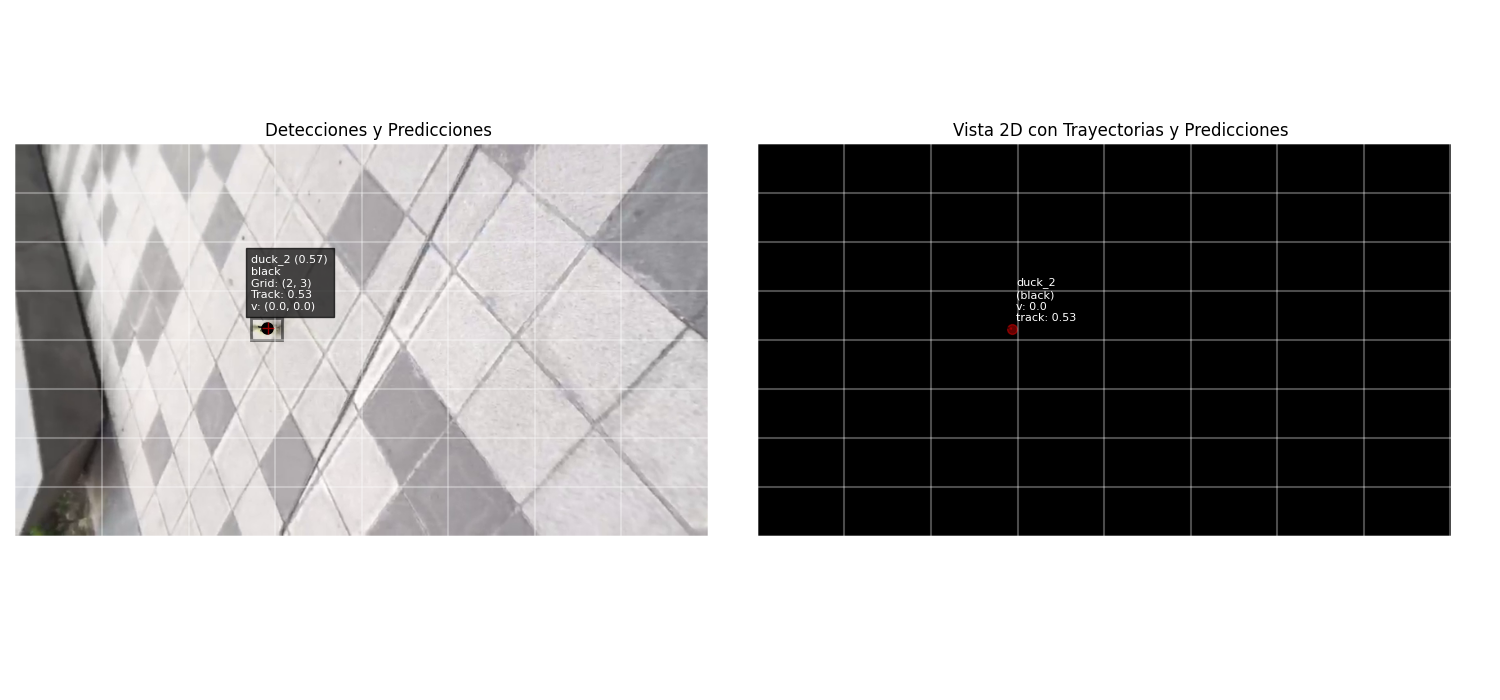 Detecciones y Predicciones
duck_2 (0.57)
black
Grid: (2, 3)
Track: 0.53
v: (0.0, 0.0)
Vista 2D con Trayectorias y Predicciones
duck_2
(black)
v: 0.0
track: 0.53